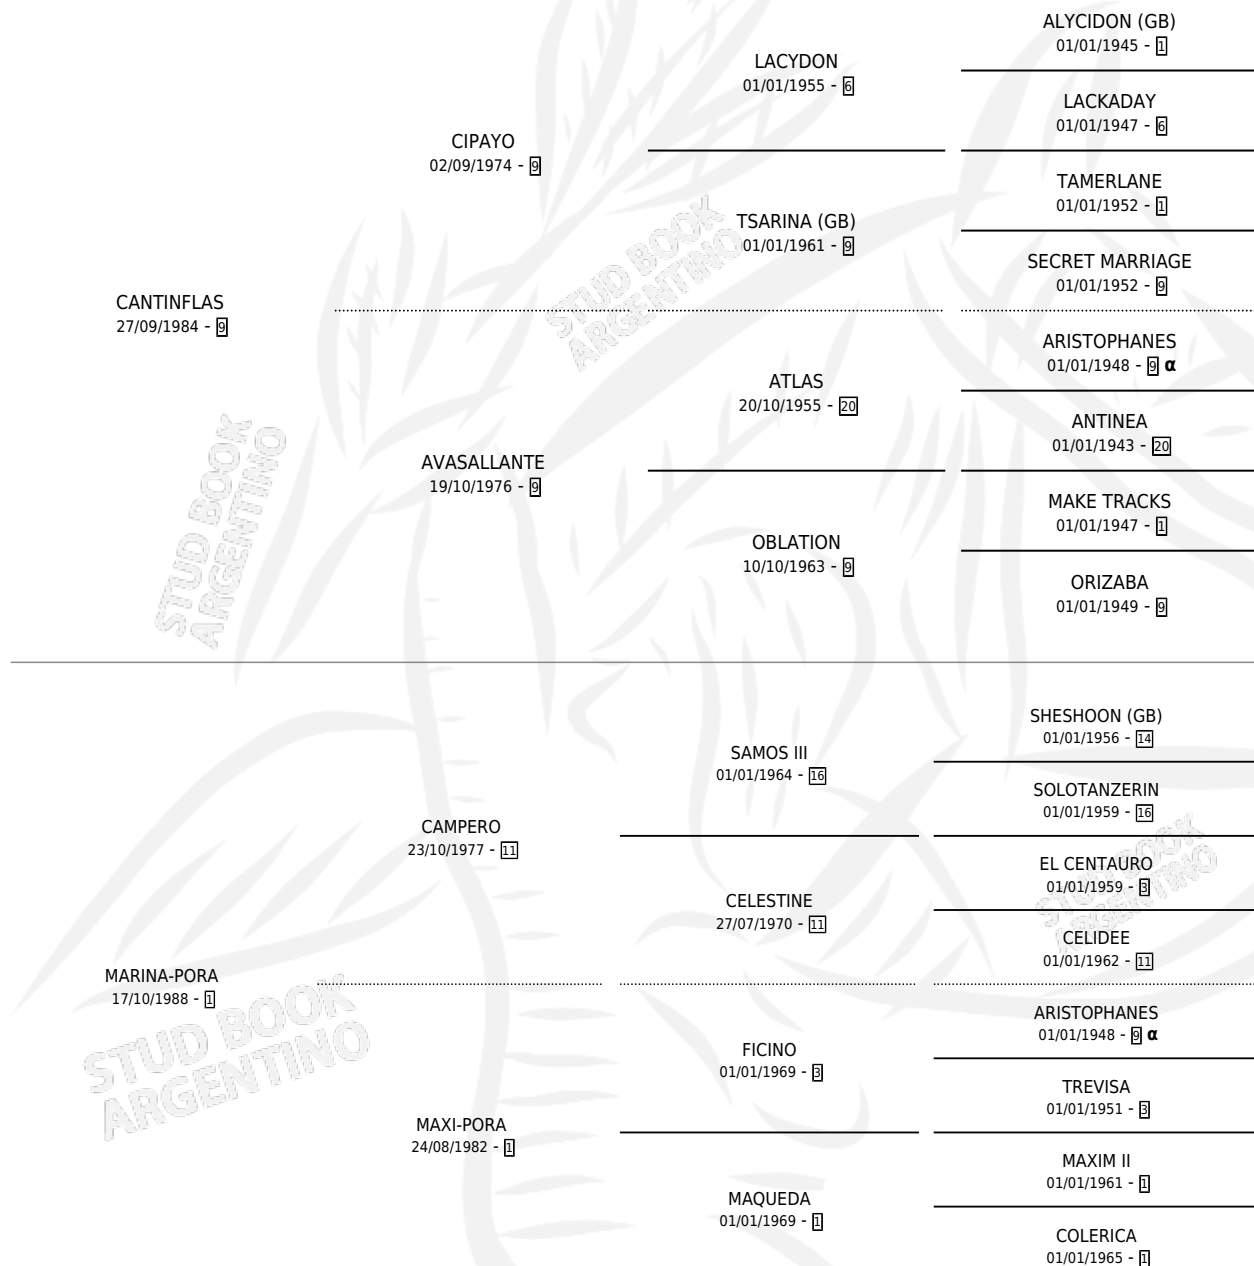 ALYCIDON (GB)
01/01/1945 - 1
LACYDON
01/01/1955 - 6
LACKADAY
01/01/1947 - 6
CIPAYO
02/09/1974 - 9
TAMERLANE
01/01/1952 - 1
TSARINA (GB)
01/01/1961 - 9
SECRET MARRIAGE
01/01/1952 - 9
CANTINFLAS
27/09/1984 - 9
STUD BOOK
ARGENTINO
ARISTOPHANES
01/01/1948 - 9 α
ATLAS
20/10/1955 - 20
ANTINEA
01/01/1943 - 20
AVASALLANTE
19/10/1976 - 9
MAKE TRACKS
01/01/1947 - 1
OBLATION
10/10/1963 - 9
ORIZABA
01/01/1949 - 9
STUD BOOK
ARGENTINO
SHESHOON (GB)
01/01/1956 - 14
SAMOS III
01/01/1964 - 16
SOLOTANZERIN
01/01/1959 - 16
CAMPERO
23/10/1977 - 11
EL CENTAURO
01/01/1959 - 3
CELESTINE
27/07/1970 - 11
CELIDEE
01/01/1962 - 11
STUD BOOK
ARGENTINO
MARINA-PORA
17/10/1988 - 1
STUD BOOK
ARGENTINO
ARISTOPHANES
01/01/1948 - 9 α
FICINO
01/01/1969 - 3
TREVISA
01/01/1951 - 3
MAXI-PORA
24/08/1982 - 1
MAXIM II
01/01/1961 - 1
MAQUEDA
01/01/1969 - 1
COLERICA
01/01/1965 - 1